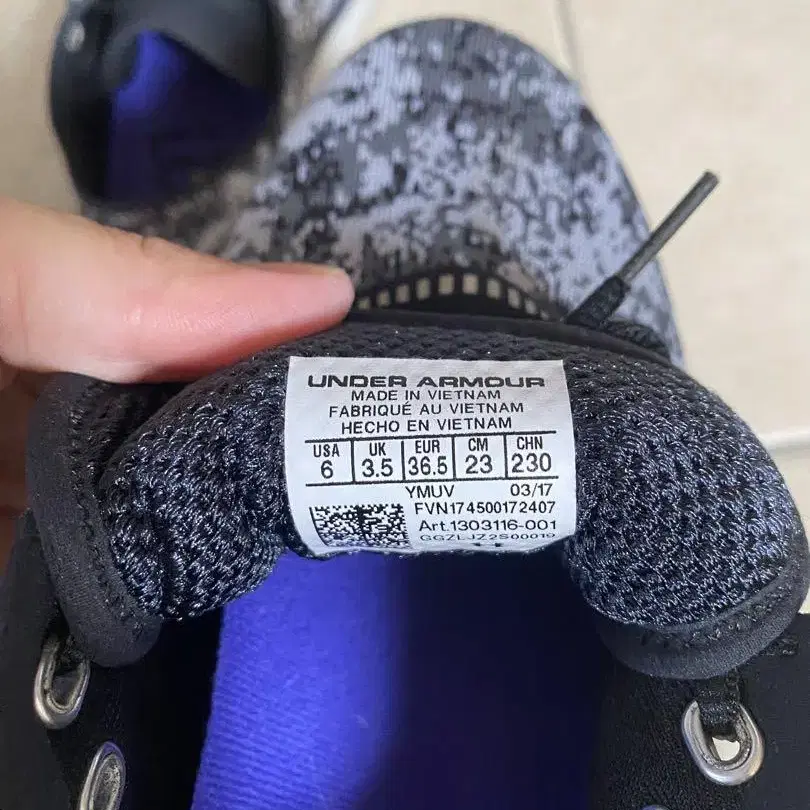 UNDER ARMOUR
MADE IN VIETNAM
FABRIQUÉ AU VIETNAM
HECHO EN VIETNAM
USA UK EUR CM CHN
6 3.5 36.5 23 230
YMUV 03/17
FVN174500172407
Art.1303116-001